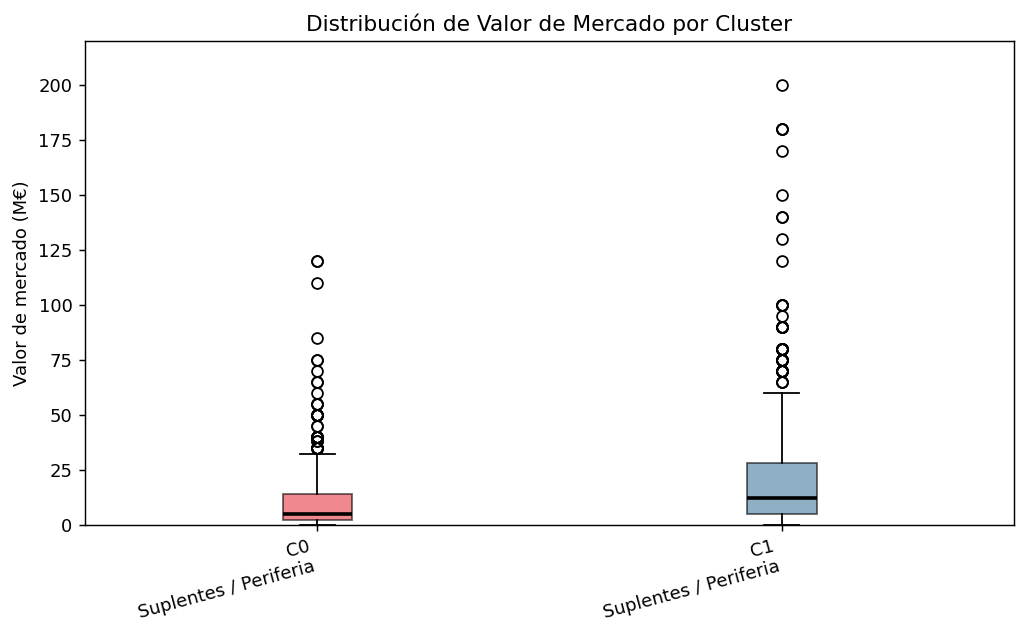 Distribución de Valor de Mercado por Cluster
Valor de mercado (M€)
200
175
150
125
100
75
50
25
0
C0
Suplentes / Periferia
C1
Suplentes / Periferia